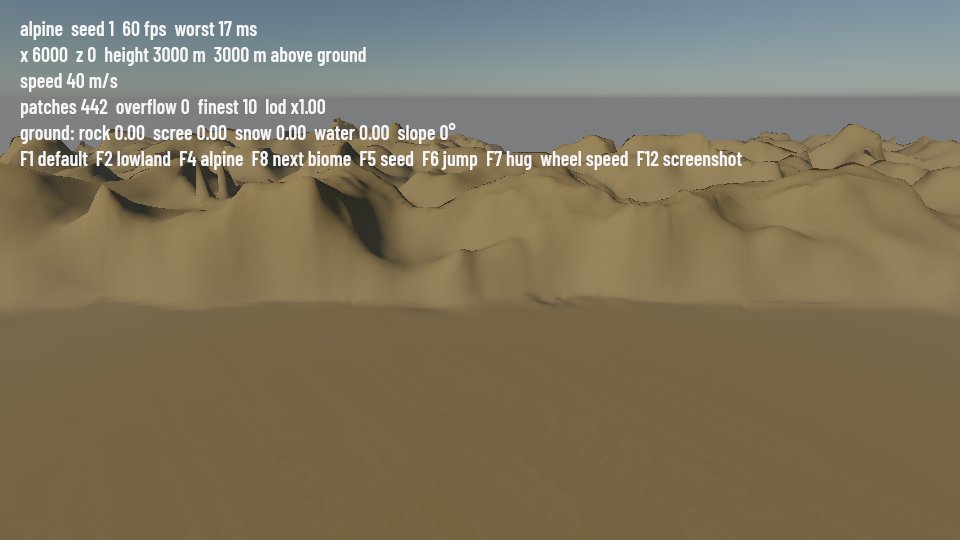 alpine seed 1 60 fps worst 17 ms
x 6000 z 0 height 3000 m 3000 m above ground
speed 40 m/s
patches 442 overflow 0 finest 10 lod x1.00
ground: rock 0.00 scree 0.00 snow 0.00 water 0.00 slope 0°
F1 default F2 lowland F4 alpine F8 next biome F5 seed F6 jump F7 hug wheel speed F12 screenshot